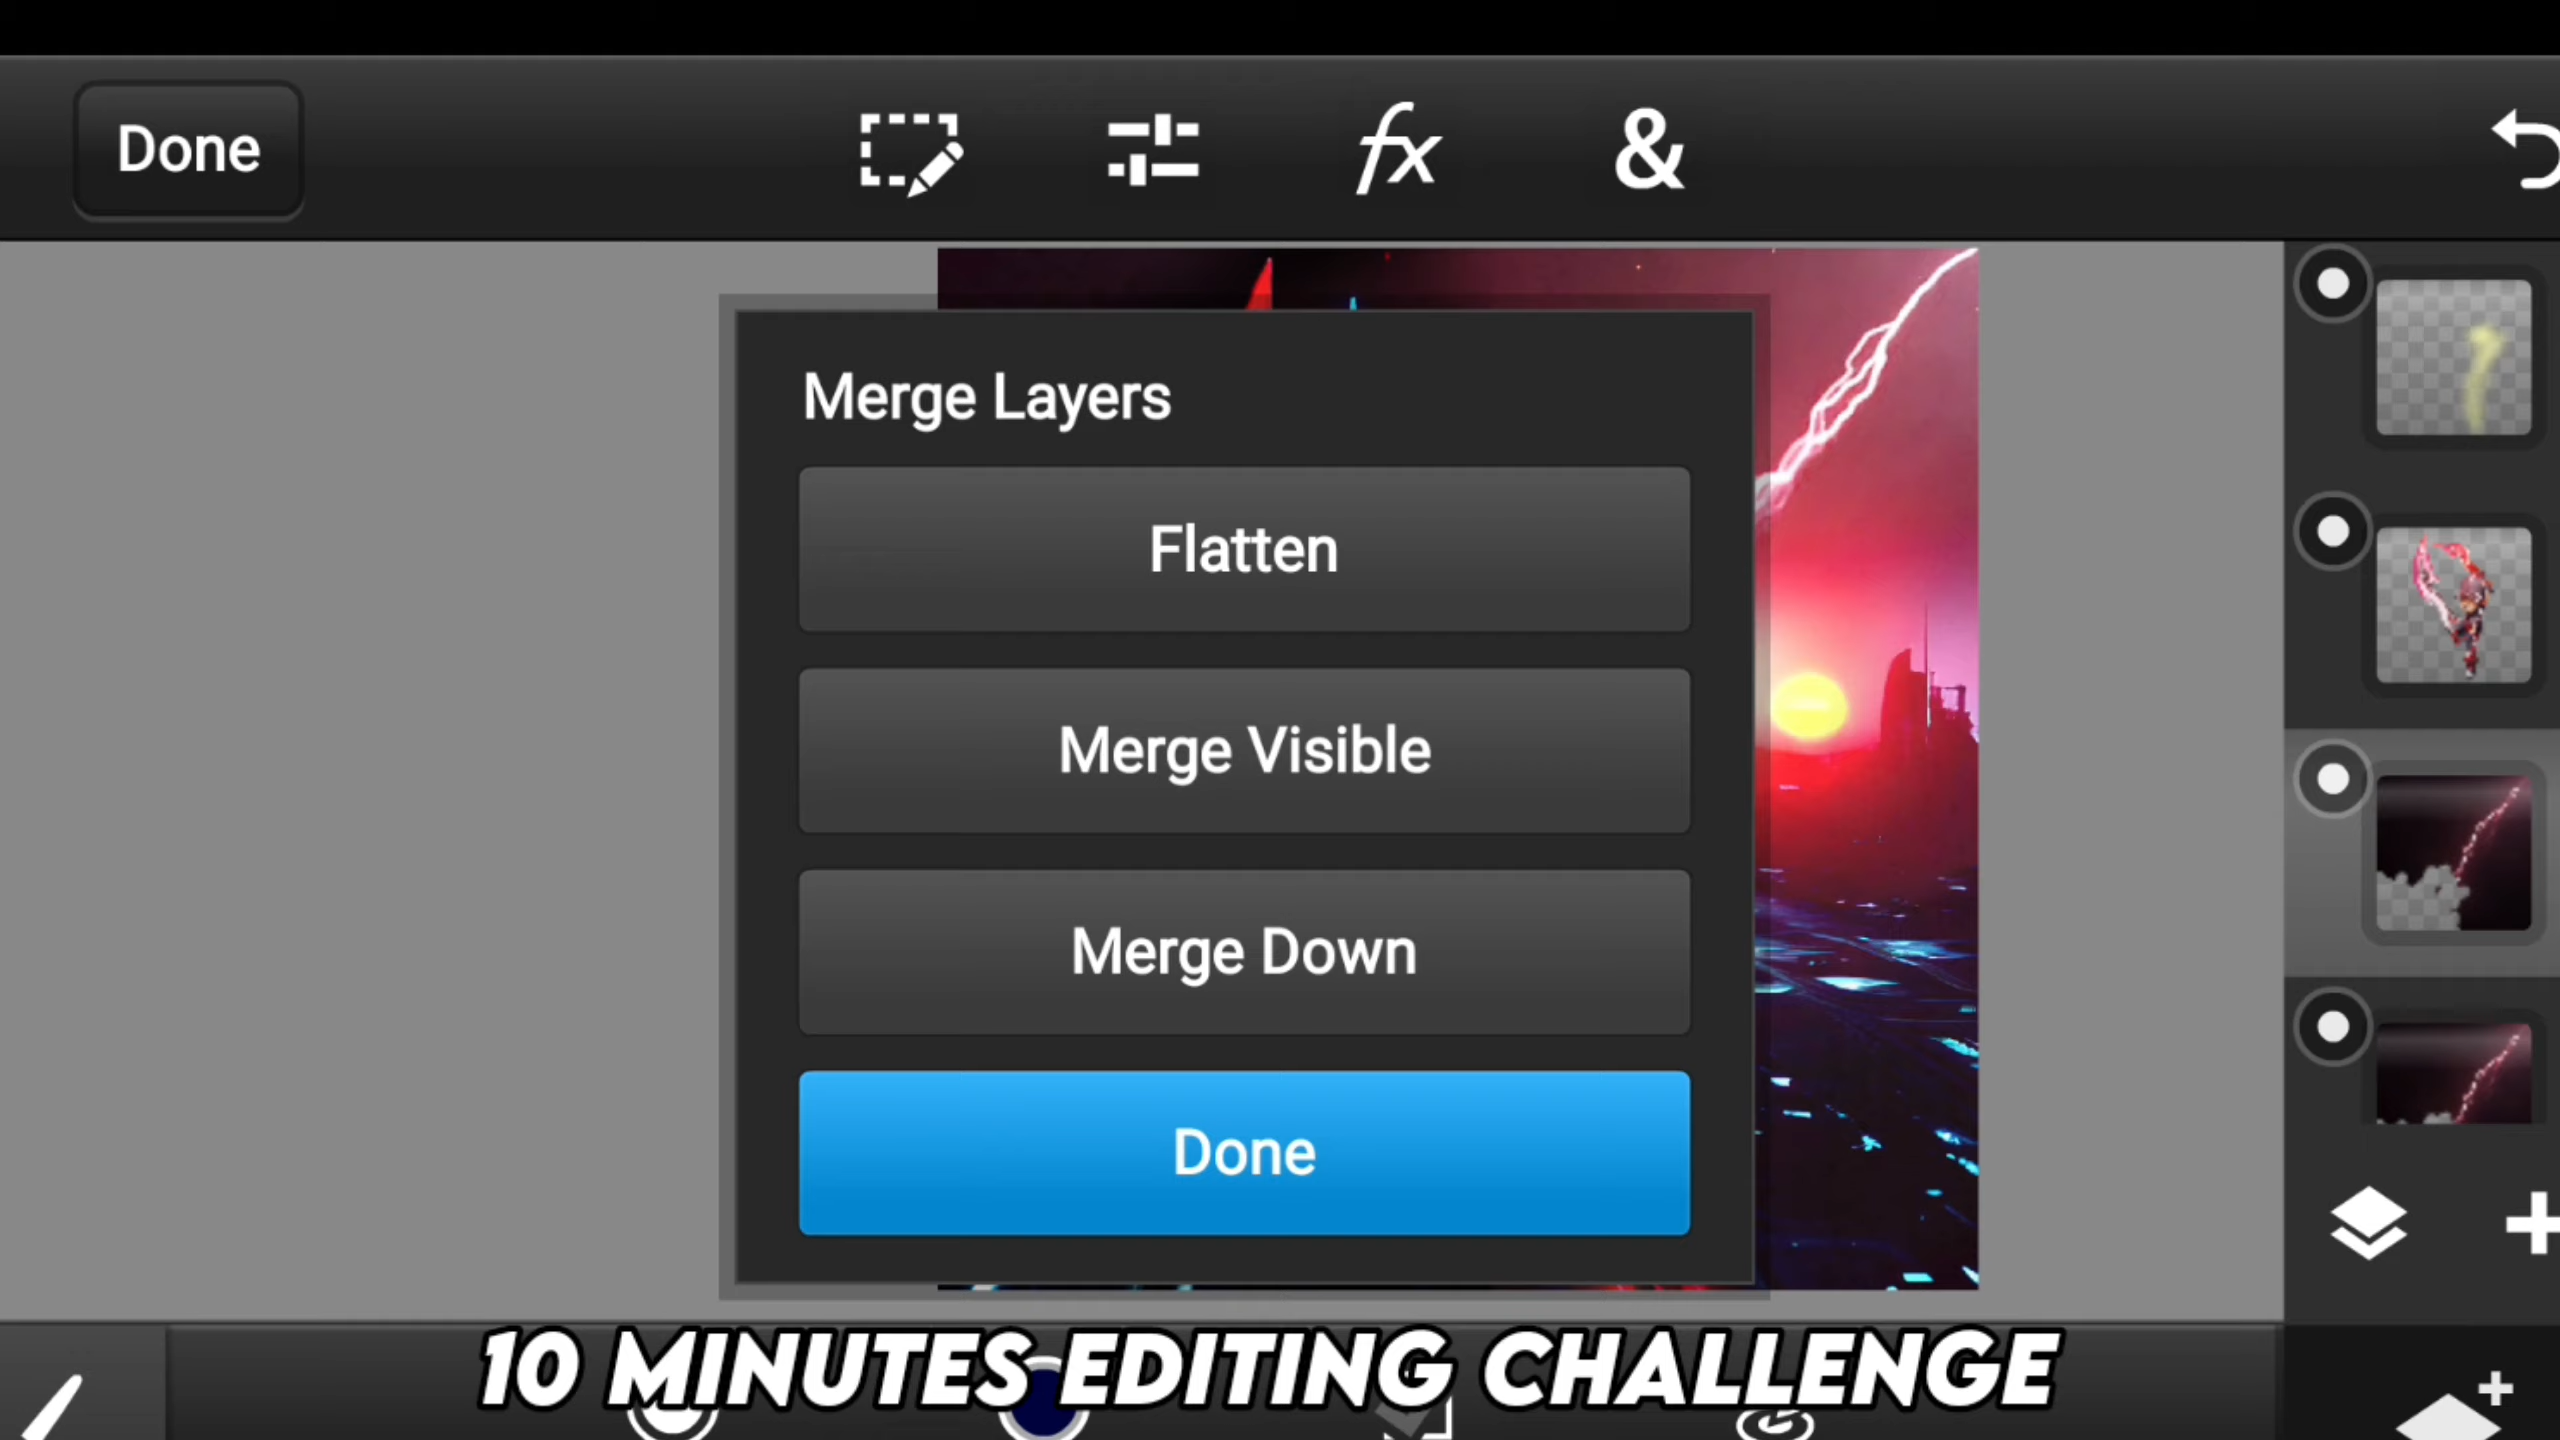 Done
fx
&
Merge Layers
Flatten
Merge Visible
Merge Down
Done
10 MINUTES EDITING CHALLENGE